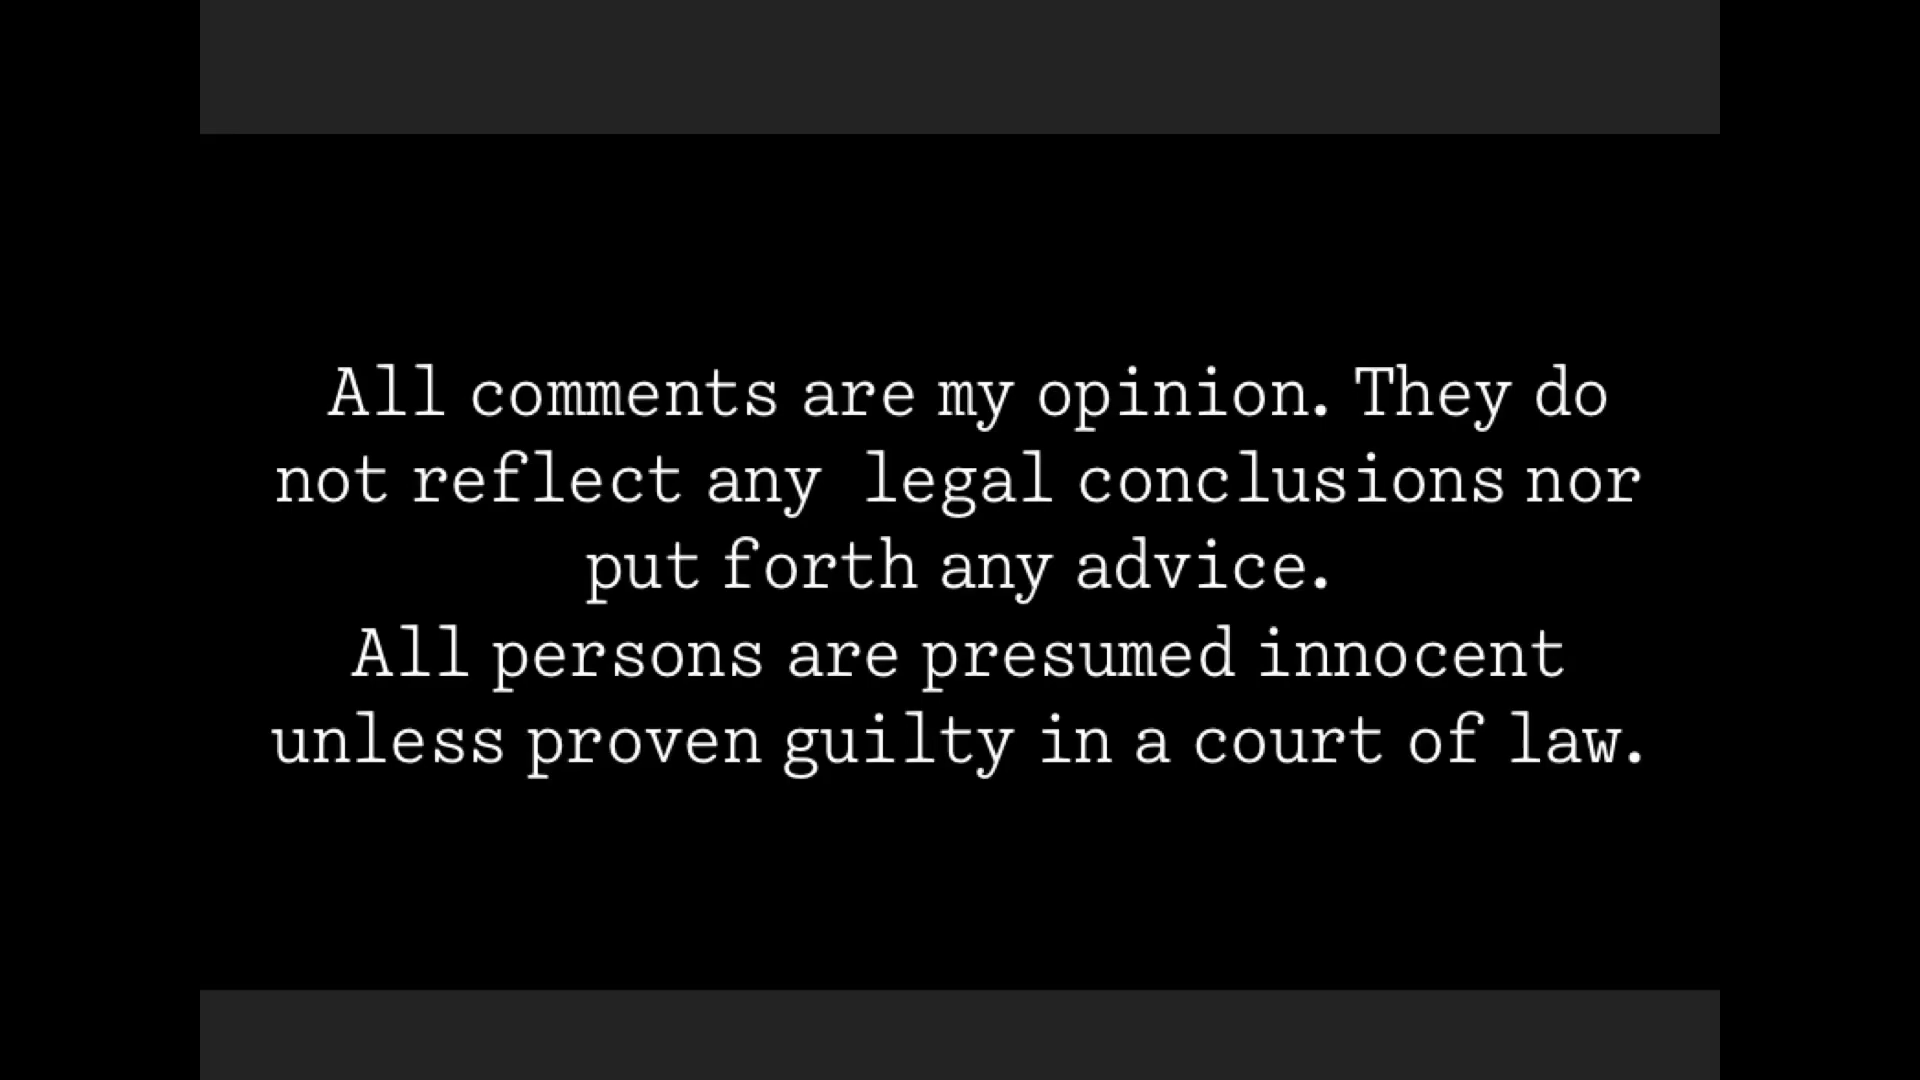 All comments are my opinion. They do
not reflect any legal conclusions nor
put forth any advice.
All persons are presumed innocent
unless proven guilty in a court of law.